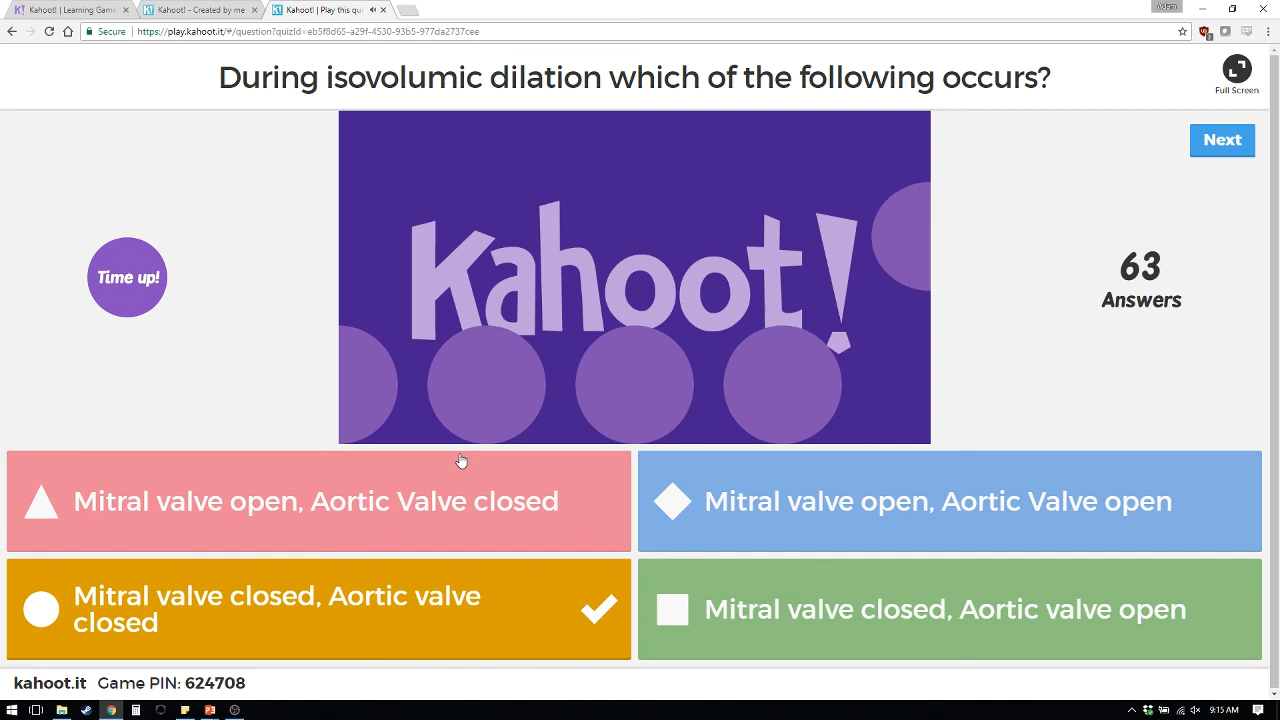 Kahoot! | Learning Game
Kahoot! - Created by me
Kahoot! | Play this qu
Adam
Secure
https://play.kahoot.it/#/question?quizId=eb5f8d65-a29f-4530-93b5-977da2737cee
During isovolumic dilation which of the following occurs?
Full Screen
Next
Kahoot!
Time up!
63
Answers
Mitral valve open, Aortic Valve closed
Mitral valve open, Aortic Valve open
Mitral valve closed, Aortic valve
closed
Mitral valve closed, Aortic valve open
kahoot.it Game PIN: 624708
9:15 AM